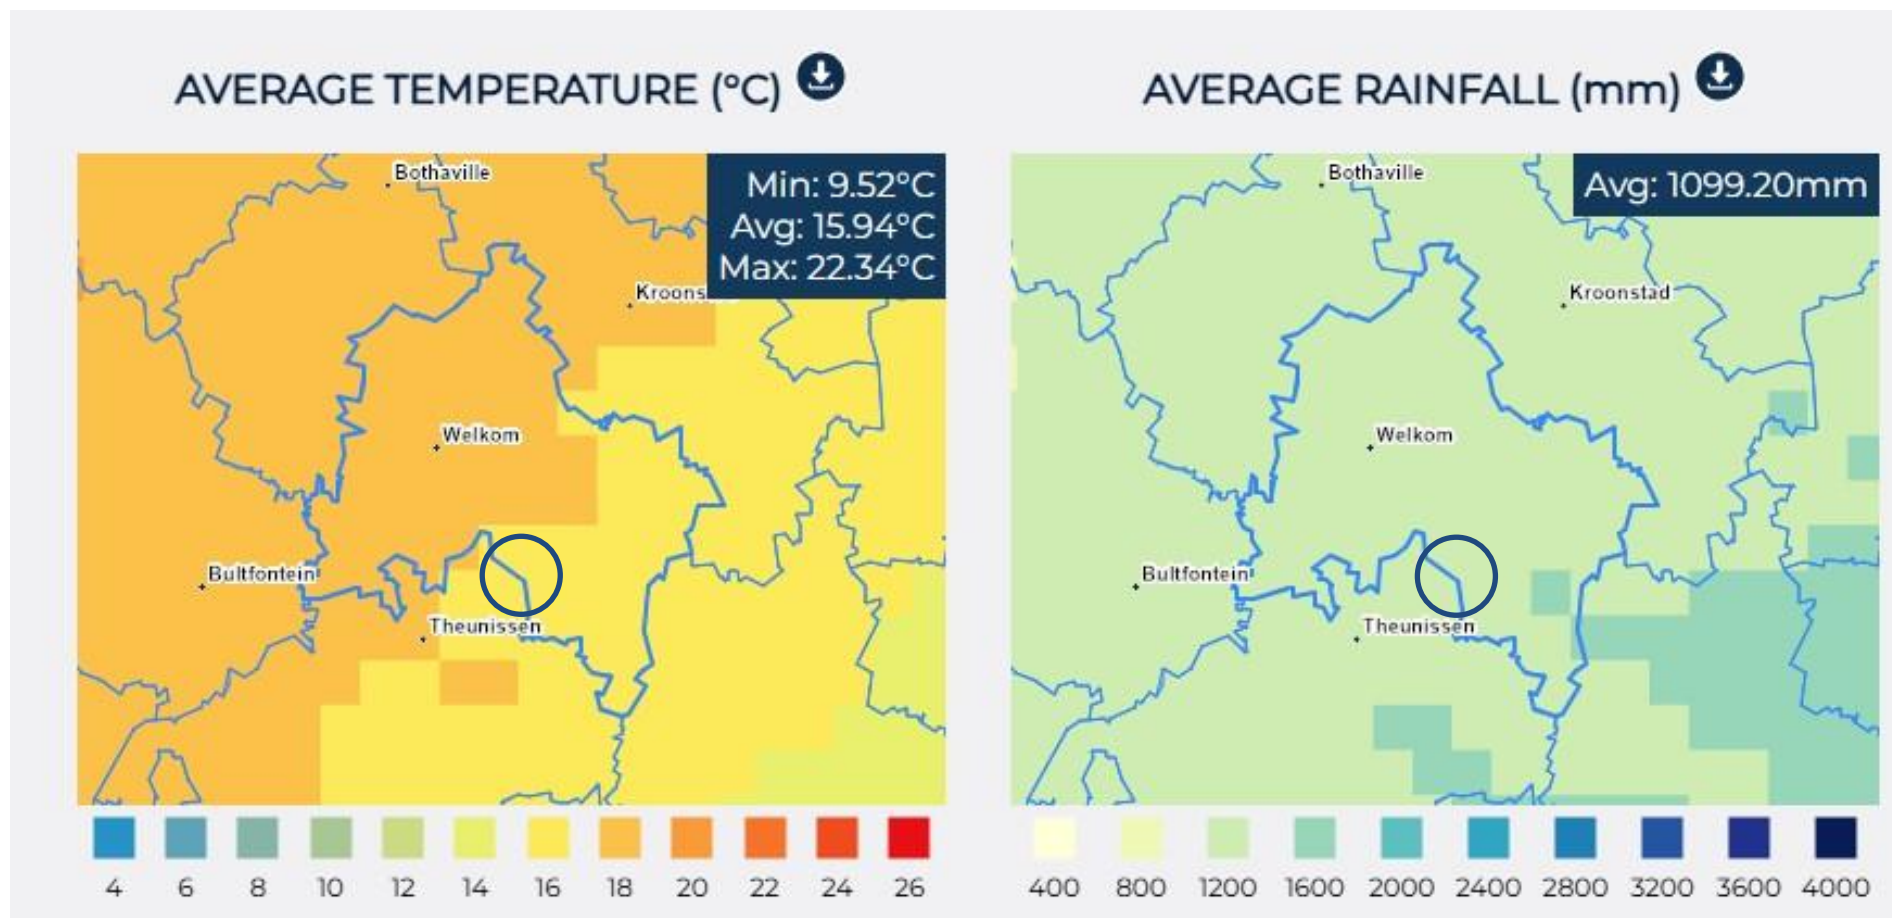 AVERAGE TEMPERATURE (°C)
Min: 9.52°C
Avg: 15.94°C
Max: 22.34°C
Bothaville
Kroons
Welkom
Bultfontein
Theunissen
4 6 8 10 12 14 16 18 20 22 24 26
AVERAGE RAINFALL (mm)
Avg: 1099.20mm
Bothaville
Kroonstad
Welkom
Bultfontein
Theunissen
400 800 1200 1600 2000 2400 2800 3200 3600 4000